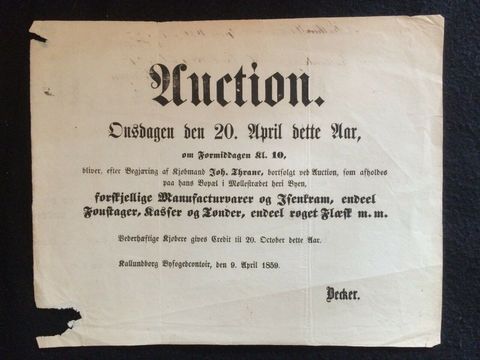 Auction.
Onsdagen den 20. April dette Aar,
om Formiddagen Kl. 10,
bliver, efter Begjæring af Kjøbmand Joh. Thrane, bortsolgt ved Auction, som afholdes
paa hans Bopæl i Møllestrædet heri Byen,
forskjellige Manufacturvarer og Isenkram, endeel
Foustager, Kasser og Tønder, endeel røget Flæsk m. m.
Vederhæftige Kjøbere gives Credit til 20. October dette Aar.
Kallundborg Byfogedcontoir, den 9. April 1859.
Becker.